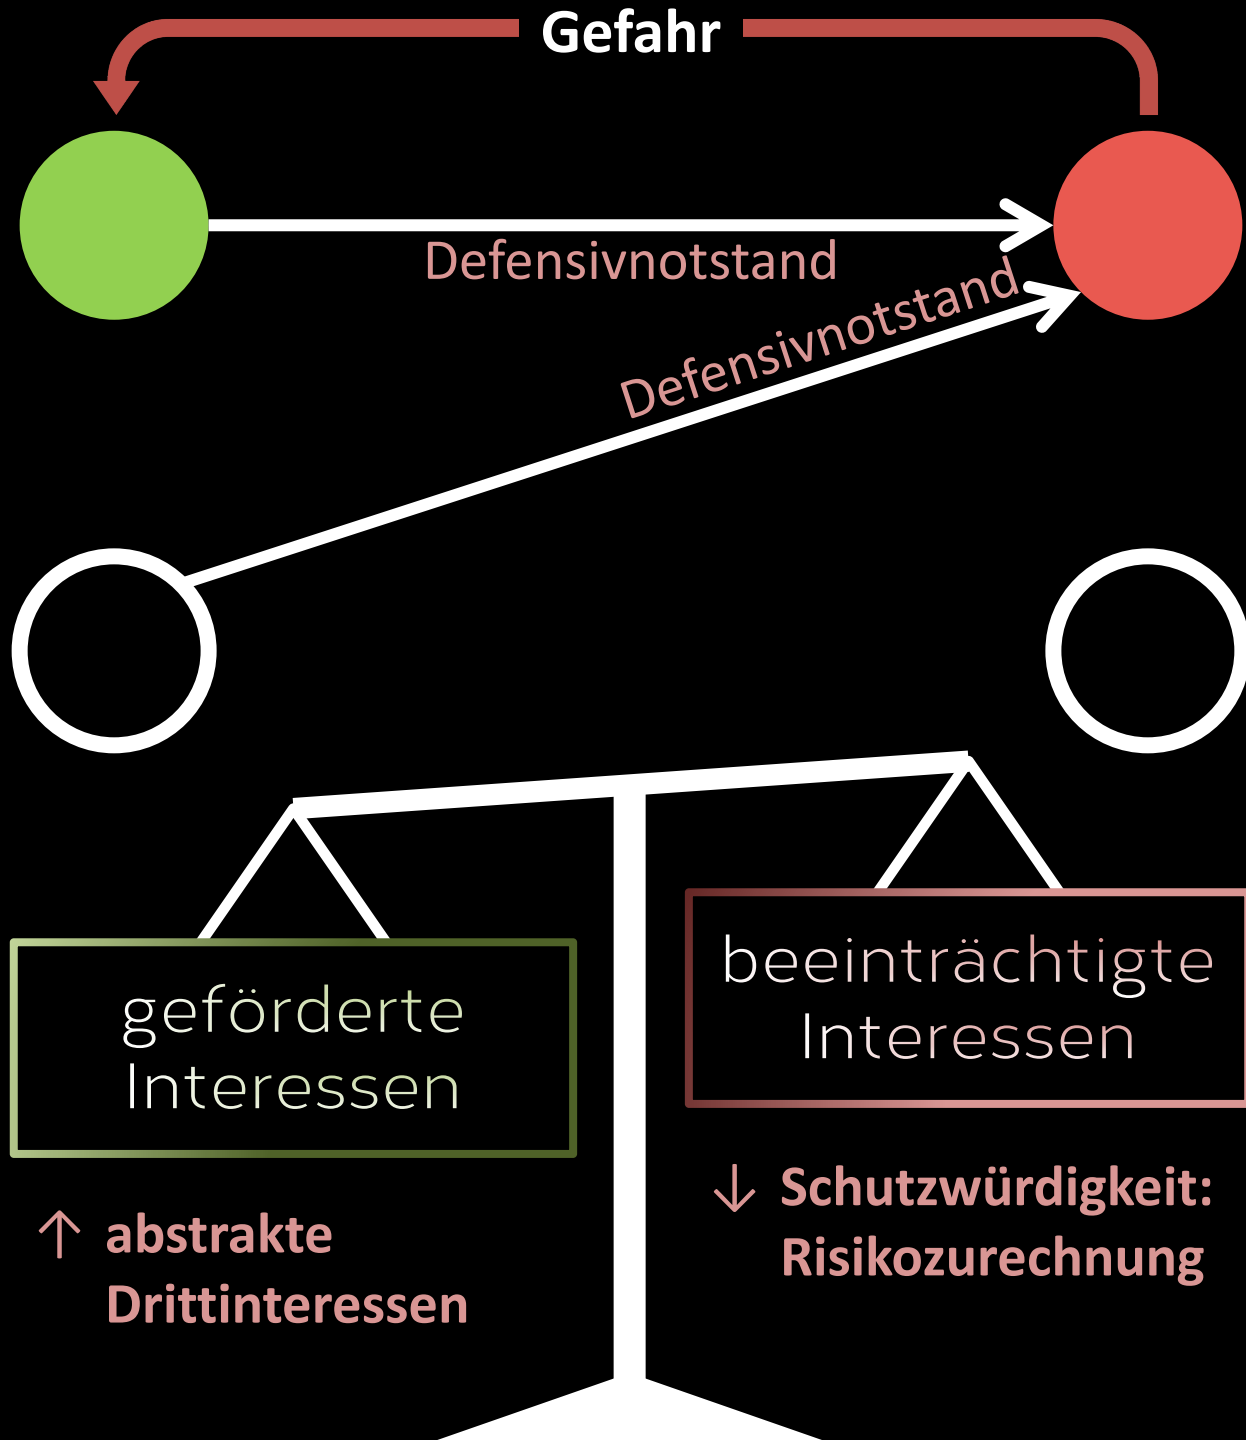 Gefahr
Defensivnotstand
Defensivnotstand
geförderte
Interessen
beeinträchtigte
Interessen
↑ abstrakte
Drittinteressen
↓ Schutzwürdigkeit:
Risikozurechnung